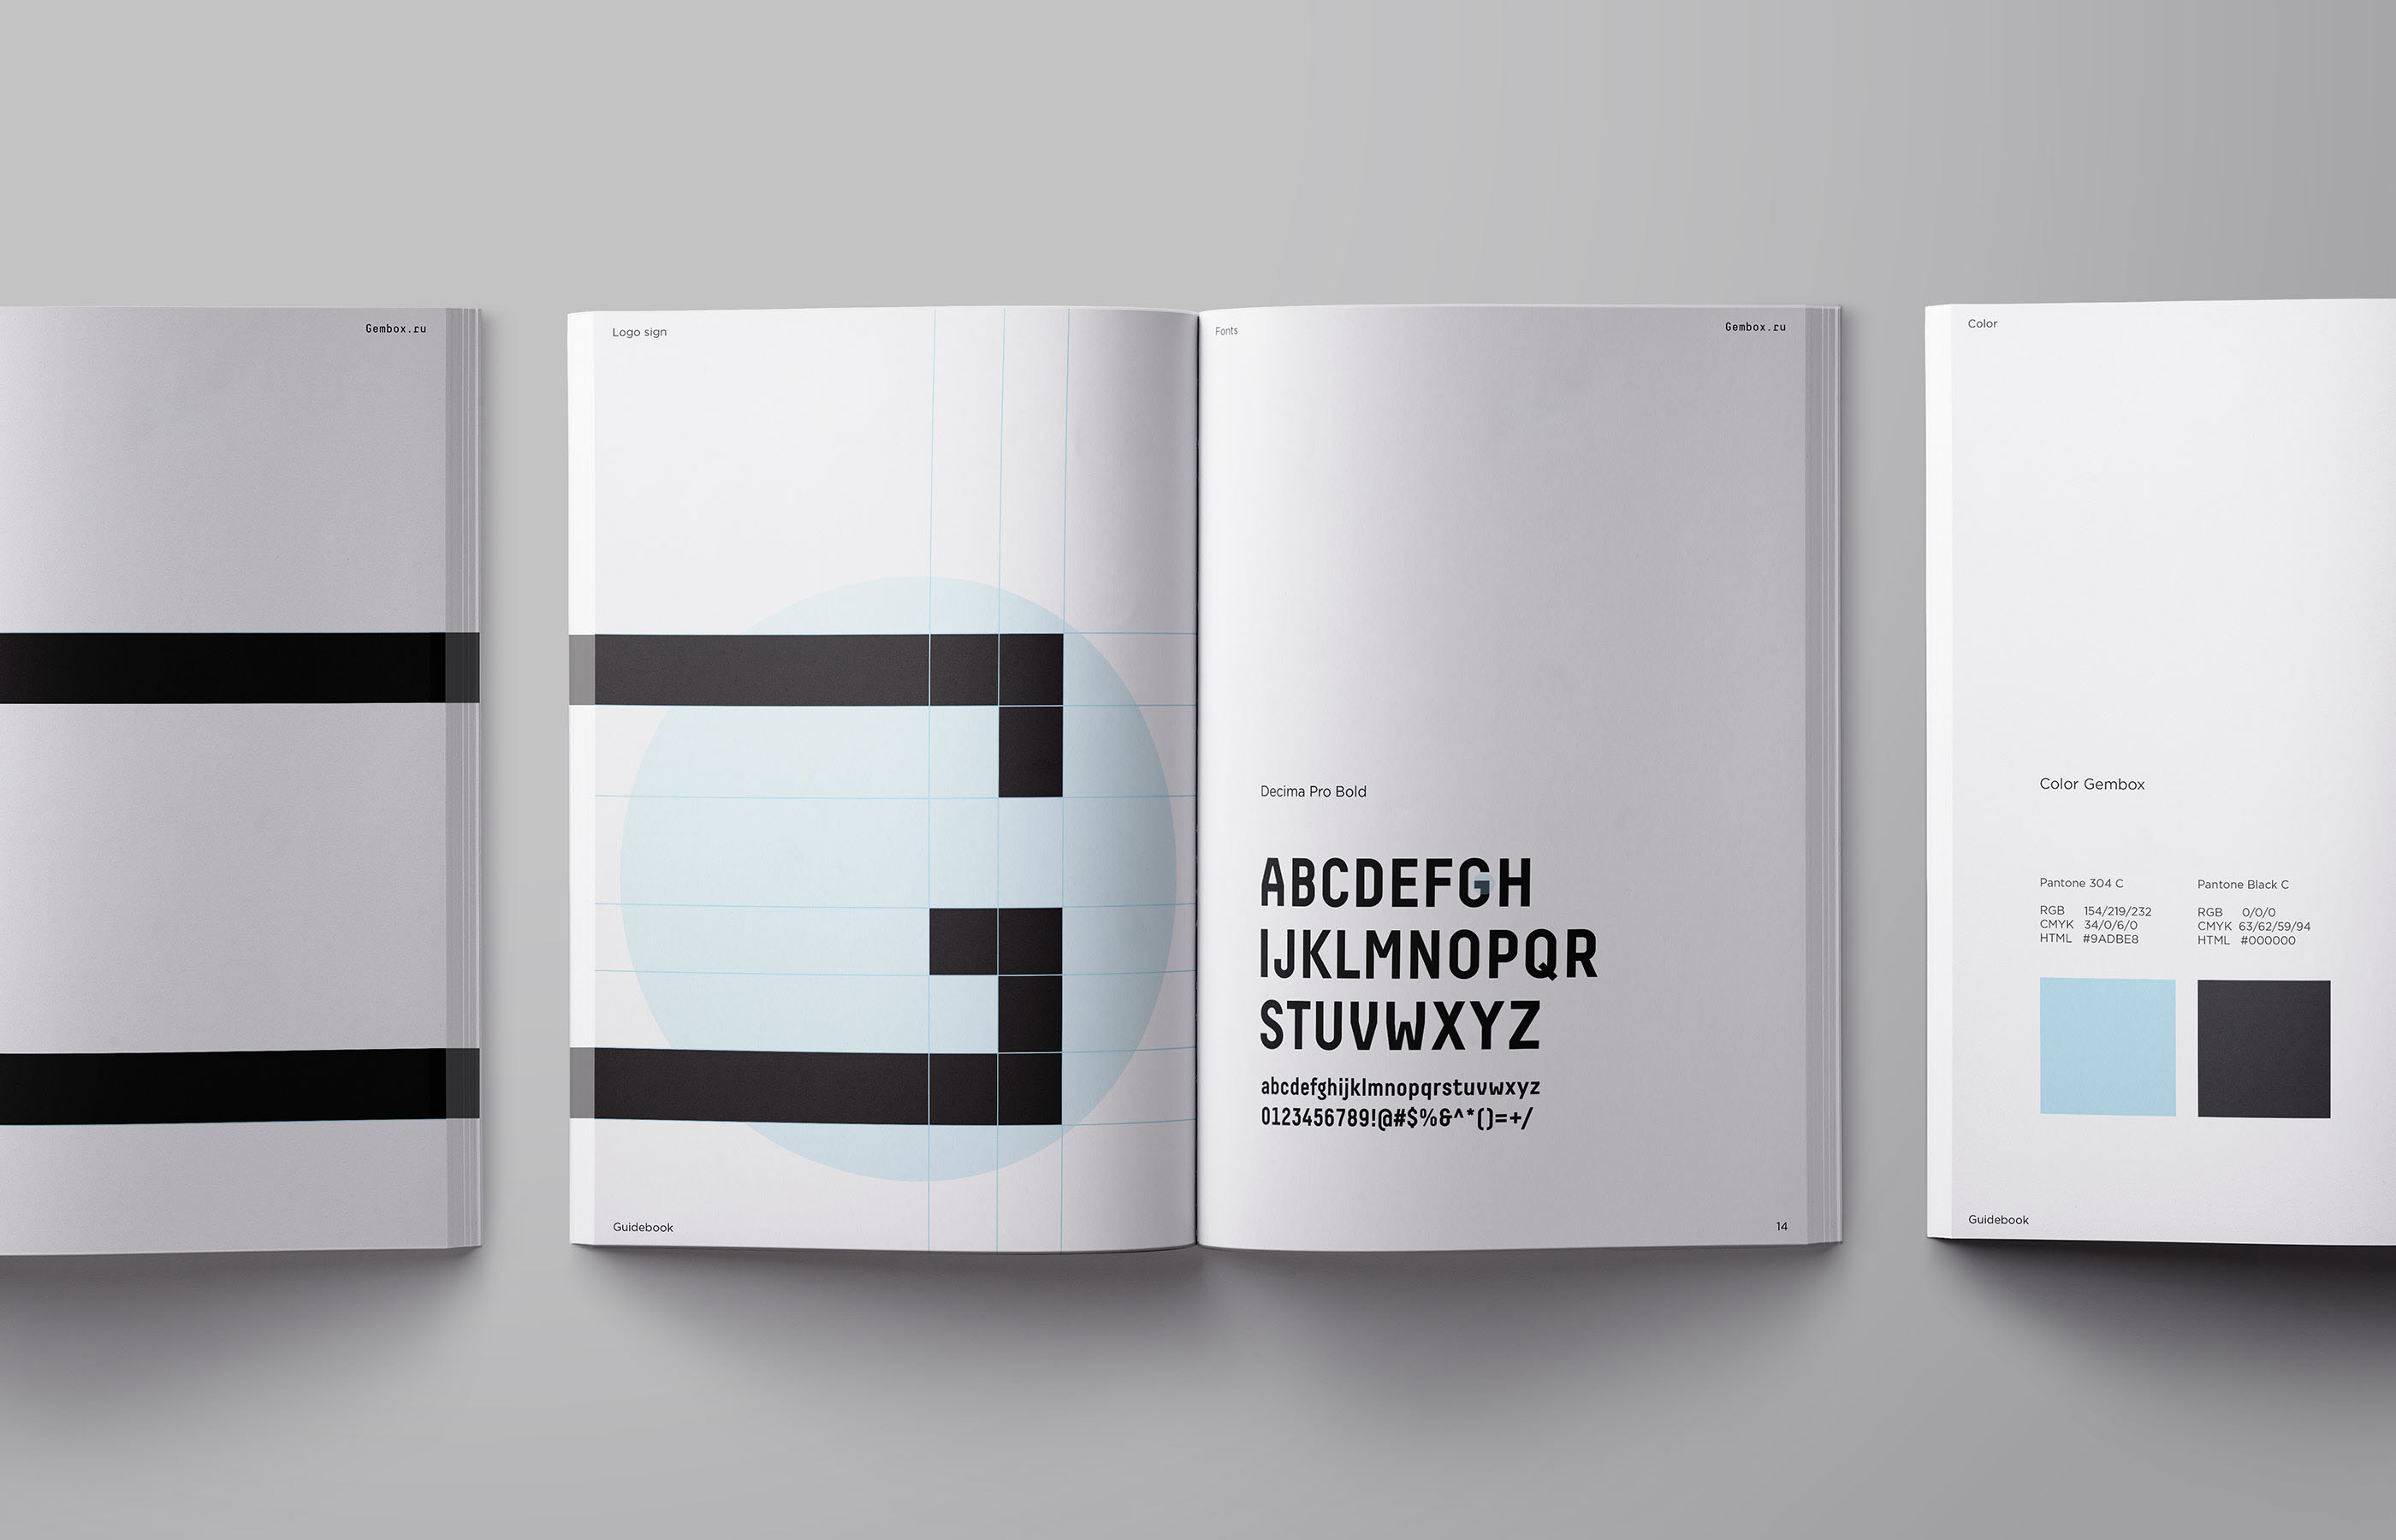 Gembox.ru
Logo sign
Guidebook
Fonts
Gembox.ru
Decima Pro Bold
ABCDEFGH
IJKLMNOPQR
STUVWXYZ
abcdefghijklmnopqrstuvwxyz
0123456789!@#$%&^*()=+/
14
Color
Color Gembox
Pantone 304 C
RGB 154/219/232
CMYK 34/0/6/0
HTML #9ADBE8
Pantone Black C
RGB 0/0/0
CMYK 63/62/59/94
HTML #000000
Guidebook